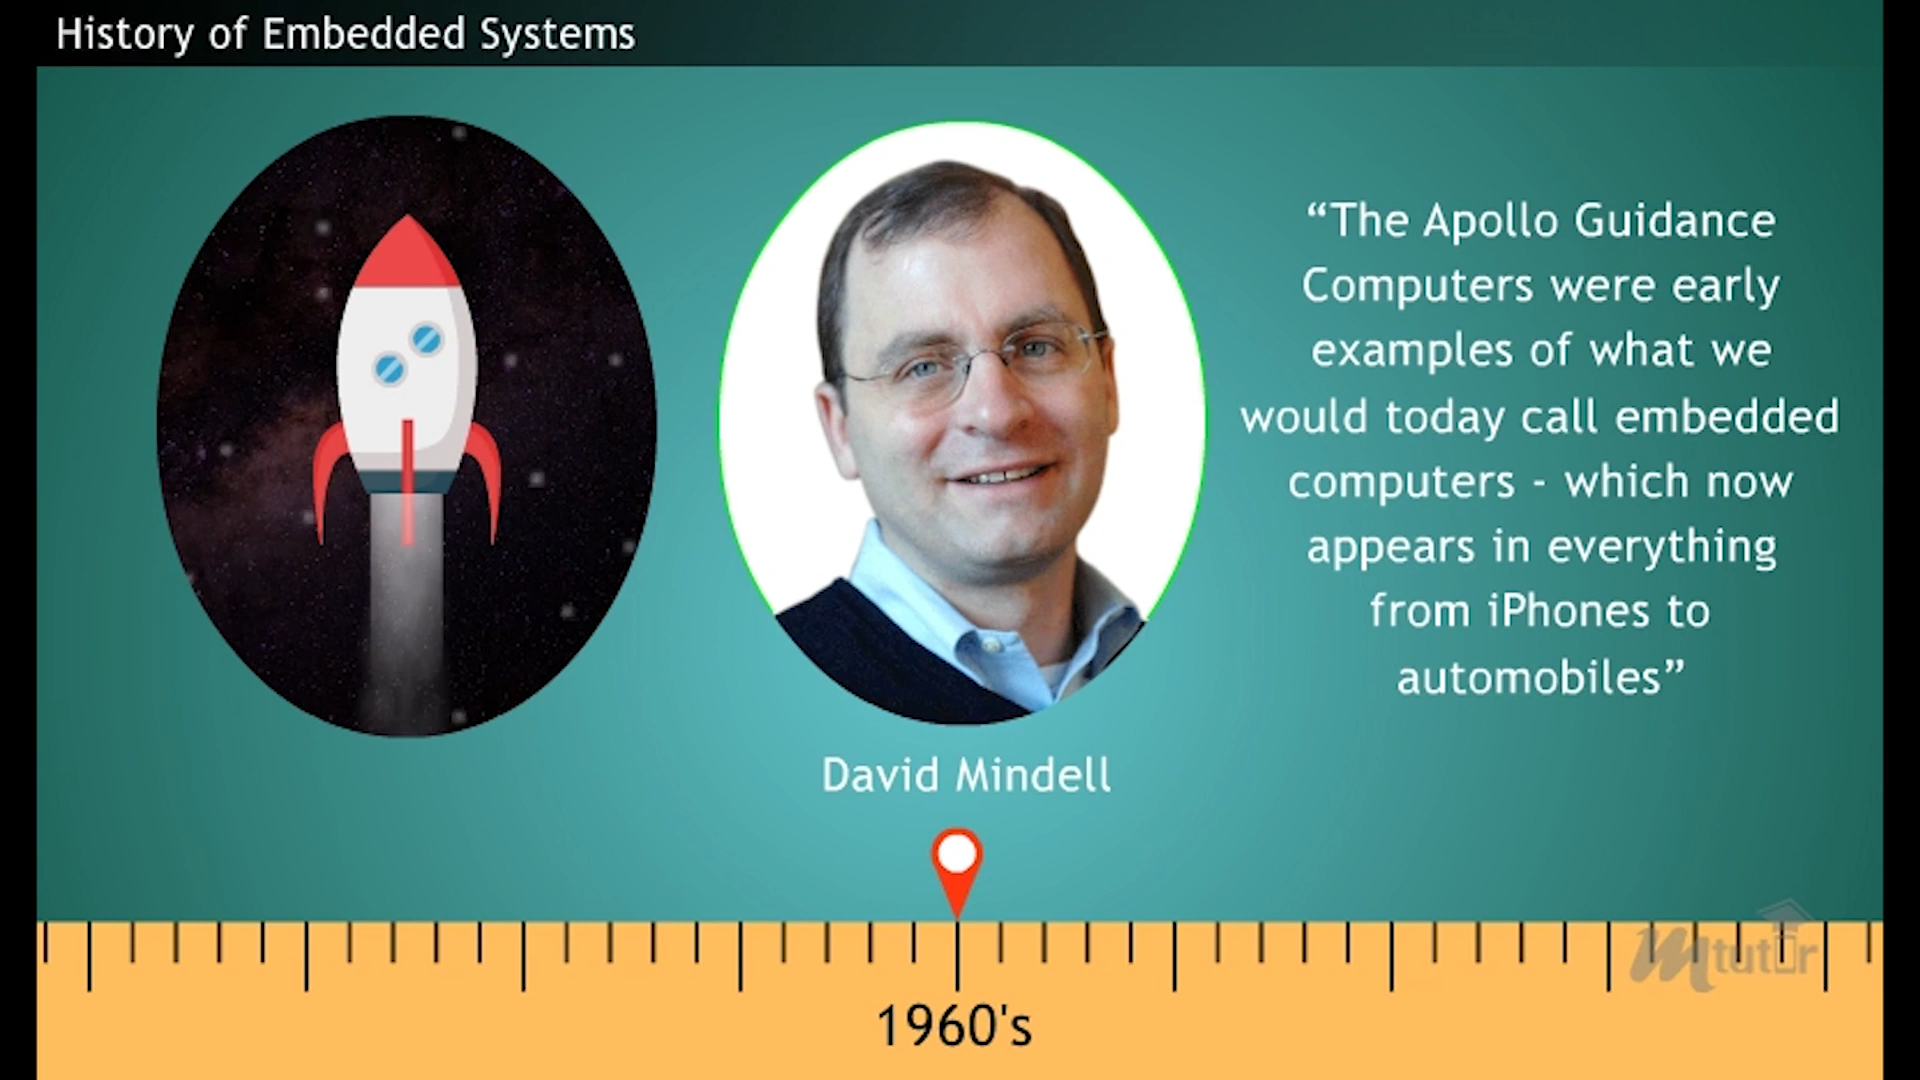 History of Embedded Systems
“The Apollo Guidance
Computers were early
examples of what we
would today call embedded
computers - which now
appears in everything
from iPhones to
automobiles”
David Mindell
Mtutor
1960's